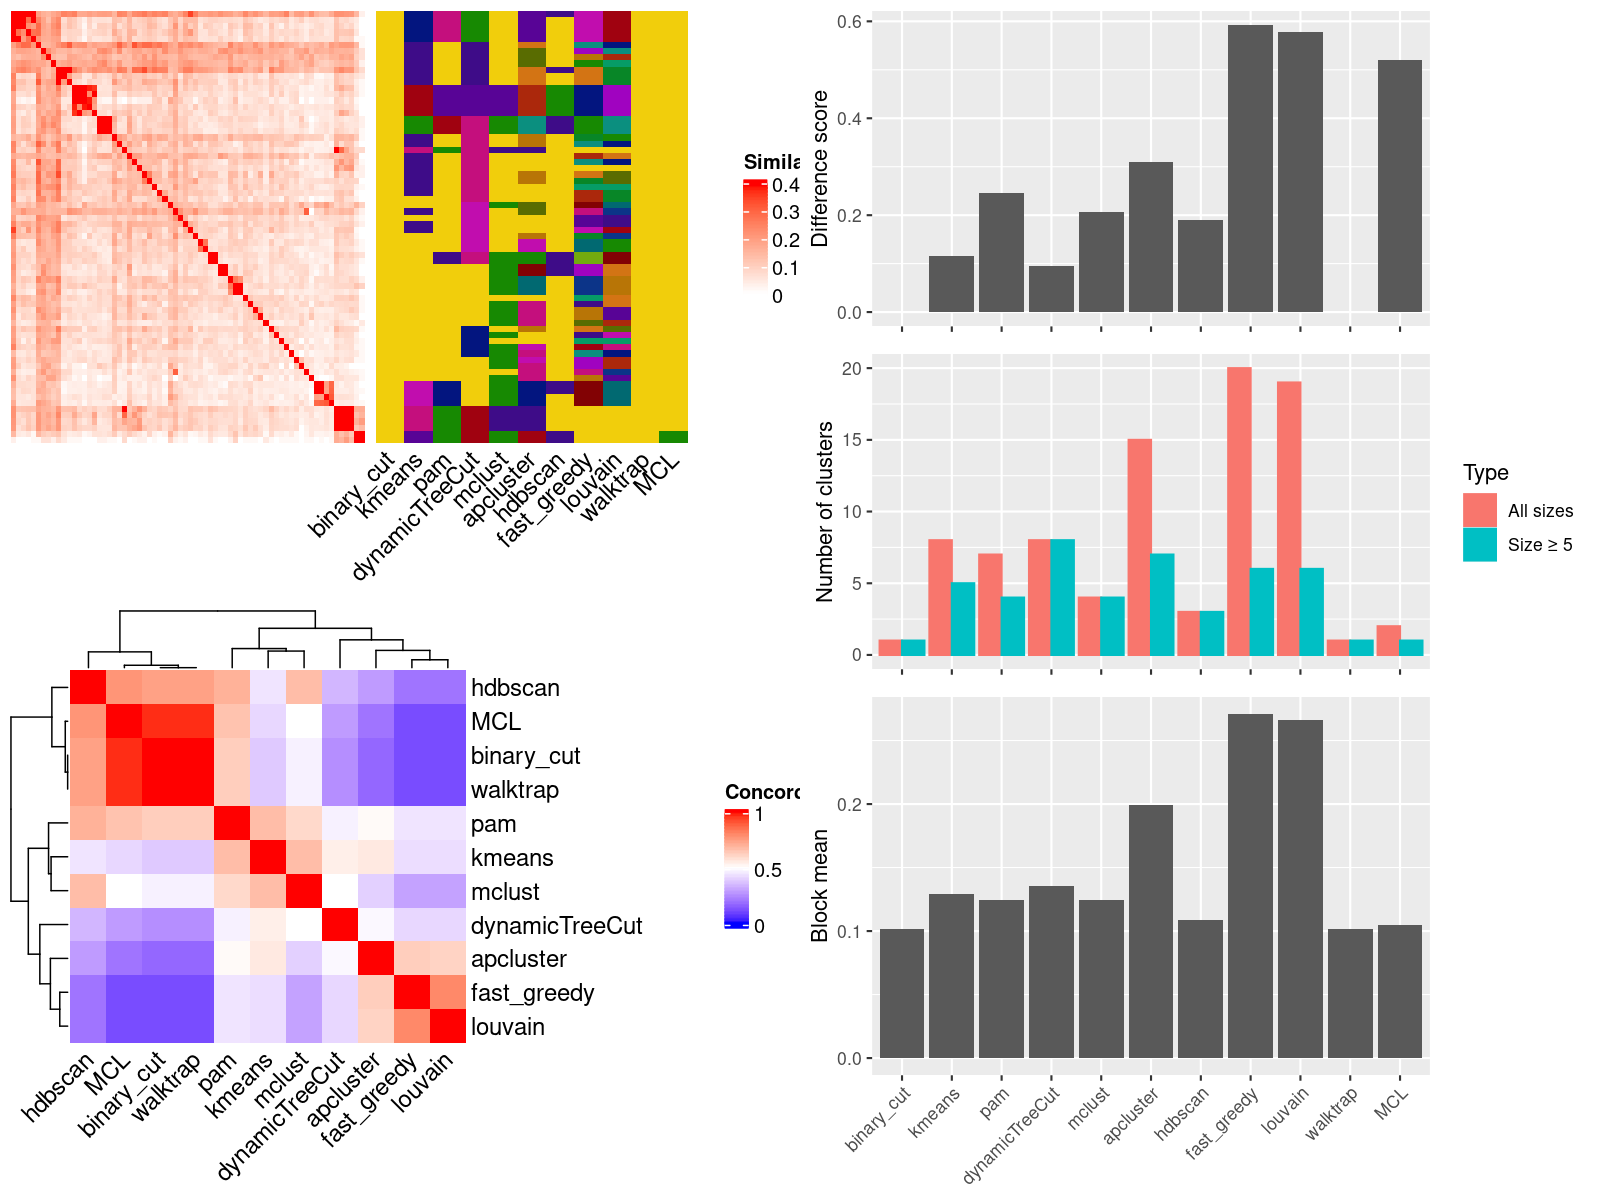 Simila
0.4
0.3
0.2
0.1
0
binary_cut
kmeans
pam
dynamicTreeCut
mclust
apcluster
hdbscan
fast_greedy
louvain
walktrap
MCL
hdbscan
MCL
binary_cut
walktrap
pam
kmeans
mclust
dynamicTreeCut
apcluster
fast_greedy
louvain
hdbscan
MCL
binary_cut
walktrap
pam
kmeans
mclust
dynamicTreeCut
apcluster
fast_greedy
louvain
Concord
1
0.5
0
Difference score
0.6
0.4
0.2
0.0
Number of clusters
20
15
10
5
0
Type
All sizes
Size ≥ 5
Block mean
0.2
0.1
0.0
binary_cut
kmeans
pam
dynamicTreeCut
mclust
apcluster
hdbscan
fast_greedy
louvain
walktrap
MCL